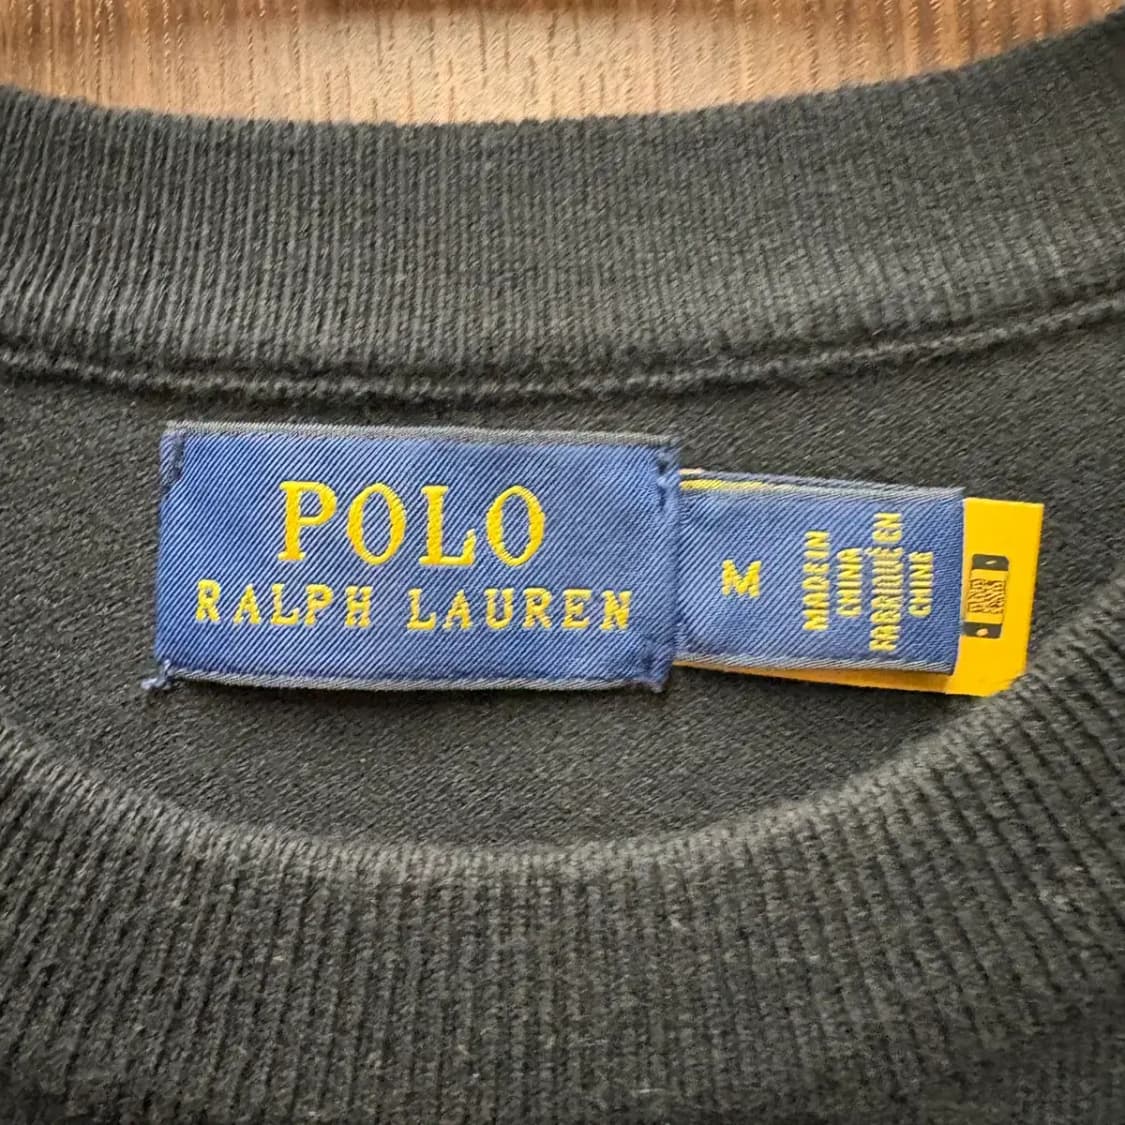 POLO
RALPH LAUREN
M
MADE IN
CHINA
FABRIQUÉ EN
CHINE